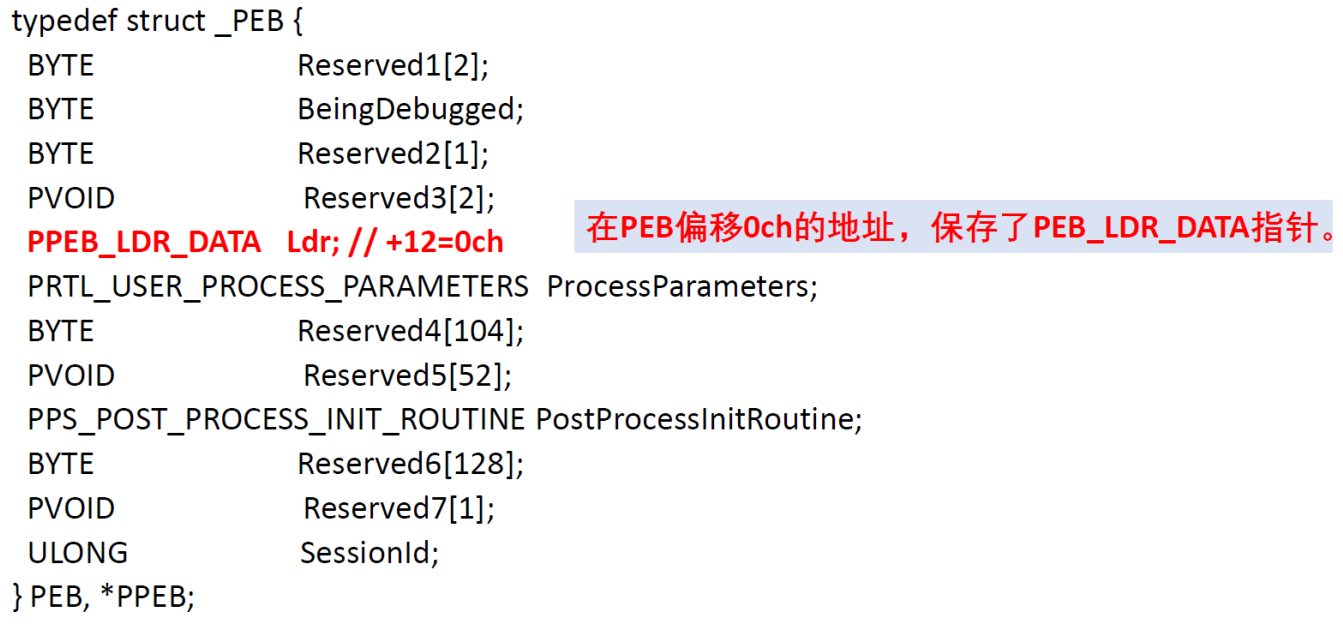 typedef struct _PEB {
BYTE Reserved1[2];
BYTE BeingDebugged;
BYTE Reserved2[1];
PVOID Reserved3[2];
PPEB_LDR_DATA Ldr; // +12=0ch
在PEB偏移0ch的地址，保存了PEB_LDR_DATA指针。
PRTL_USER_PROCESS_PARAMETERS ProcessParameters;
BYTE Reserved4[104];
PVOID Reserved5[52];
PPS_POST_PROCESS_INIT_ROUTINE PostProcessInitRoutine;
BYTE Reserved6[128];
PVOID Reserved7[1];
ULONG SessionId;
} PEB, *PPEB;